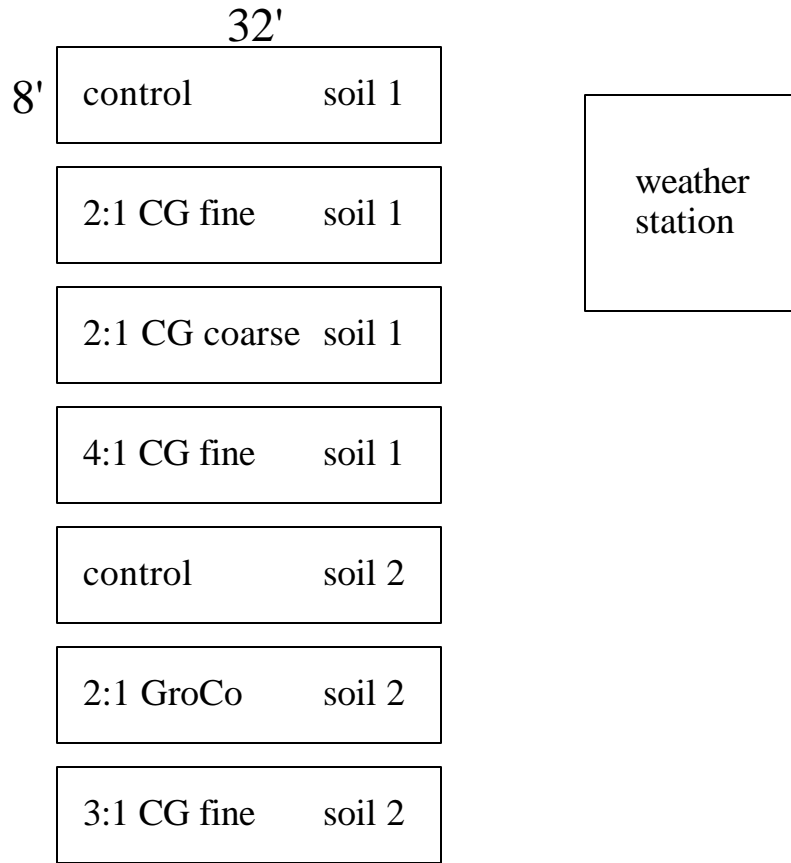 32'
8'
control soil 1
2:1 CG fine soil 1
weather
station
2:1 CG coarse soil 1
4:1 CG fine soil 1
control soil 2
2:1 GroCo soil 2
3:1 CG fine soil 2